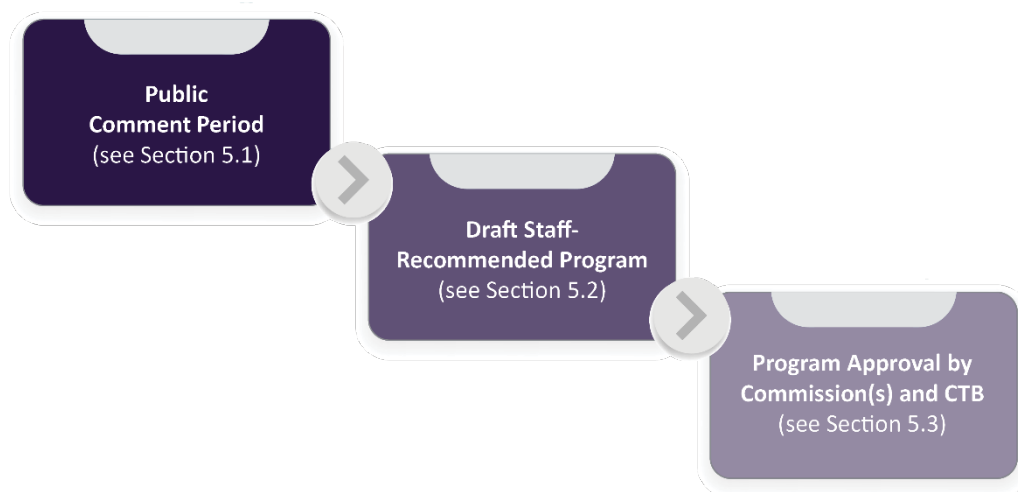 Public
Comment Period
(see Section 5.1)
Draft Staff-
Recommended Program
(see Section 5.2)
Program Approval by
Commission(s) and CTB
(see Section 5.3)